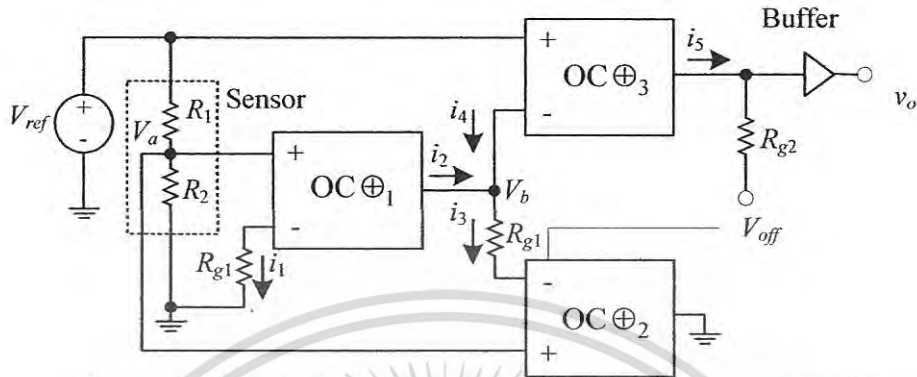 Buffer
+
OC ⊕3
-
i5
vo
Rg2
Voff
Vref
+
-
Sensor
R1
Va
R2
+
OC ⊕1
-
Rg1
i1
i2
i4
Vb
i3
Rg1
-
OC ⊕2
+